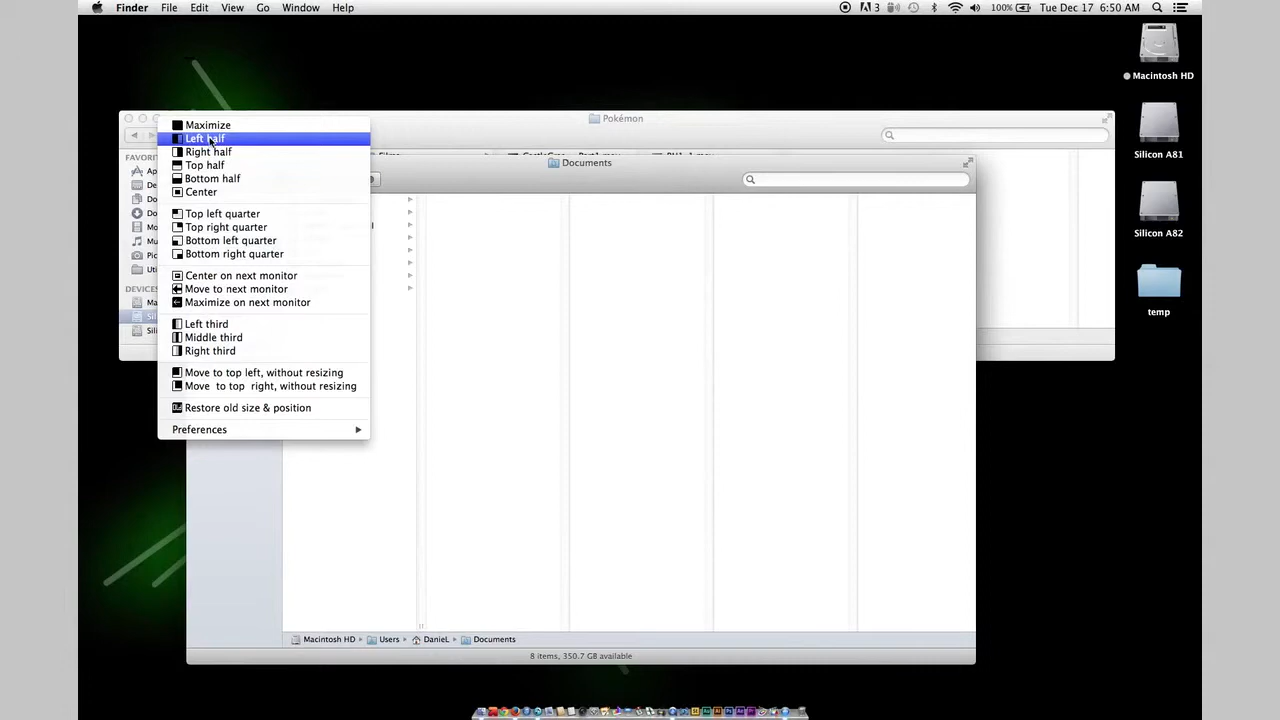 Finder File Edit View Go Window Help
3 100% Tue Dec 17 6:50 AM
Macintosh HD
Silicon A81
Silicon A82
temp
Pokémon
Documents
Maximize
Left half
Right half
Top half
Bottom half
Center
Top left quarter
Top right quarter
Bottom left quarter
Bottom right quarter
Center on next monitor
Move to next monitor
Maximize on next monitor
Left third
Middle third
Right third
Move to top left, without resizing
Move to top right, without resizing
Restore old size & position
Preferences
Macintosh HD Users DanieL Documents
8 items, 350.7 GB available